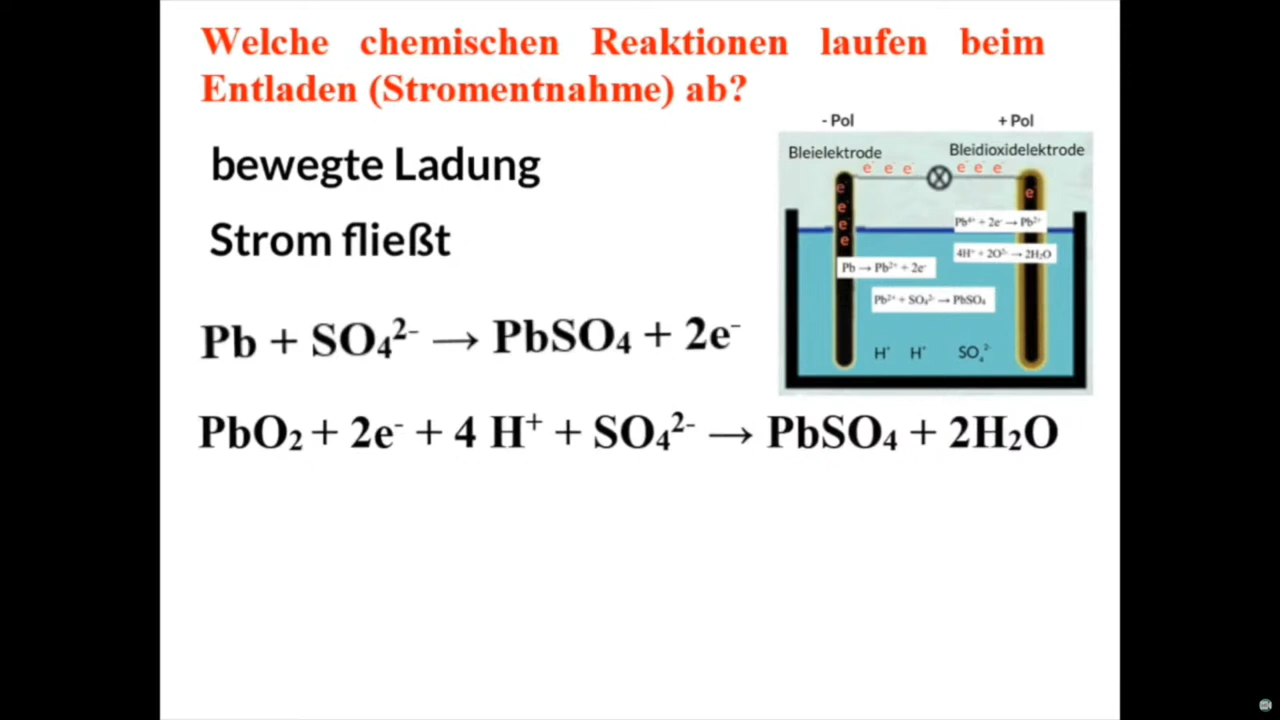 Welche chemischen Reaktionen laufen beim
Entladen (Stromentnahme) ab?
bewegte Ladung
Strom fließt
Pb + SO₄²⁻ → PbSO₄ + 2e⁻
PbO₂ + 2e⁻ + 4 H⁺ + SO₄²⁻ → PbSO₄ + 2H₂O
- Pol + Pol
Bleielektrode Bleidioxidelektrode
e e e e e e
e e
e
e
e
Pb⁴⁺ + 2e⁻ → Pb²⁺
4H⁺ + 2O²⁻ → 2H₂O
Pb → Pb²⁺ + 2e⁻
Pb²⁺ + SO₄²⁻ → PbSO₄
H⁺ H⁺ SO₄²⁻